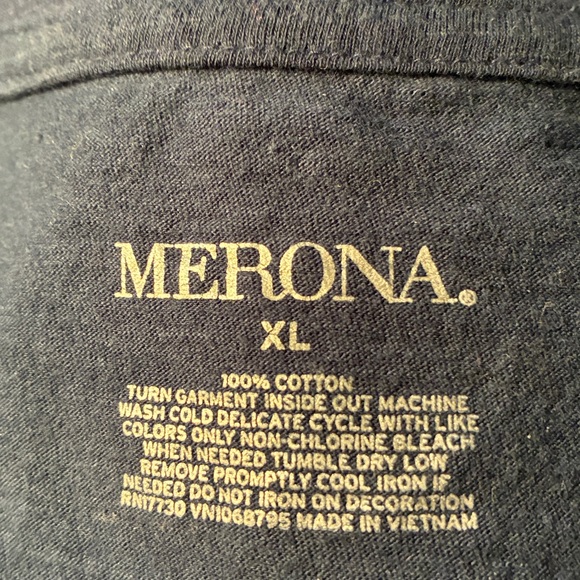 MERONA.®
XL
100% COTTON
TURN GARMENT INSIDE OUT MACHINE
WASH COLD DELICATE CYCLE WITH LIKE
COLORS ONLY NON-CHLORINE BLEACH
WHEN NEEDED TUMBLE DRY LOW
REMOVE PROMPTLY COOL IRON IF
NEEDED DO NOT IRON ON DECORATION
RN17730 VN1068795 MADE IN VIETNAM